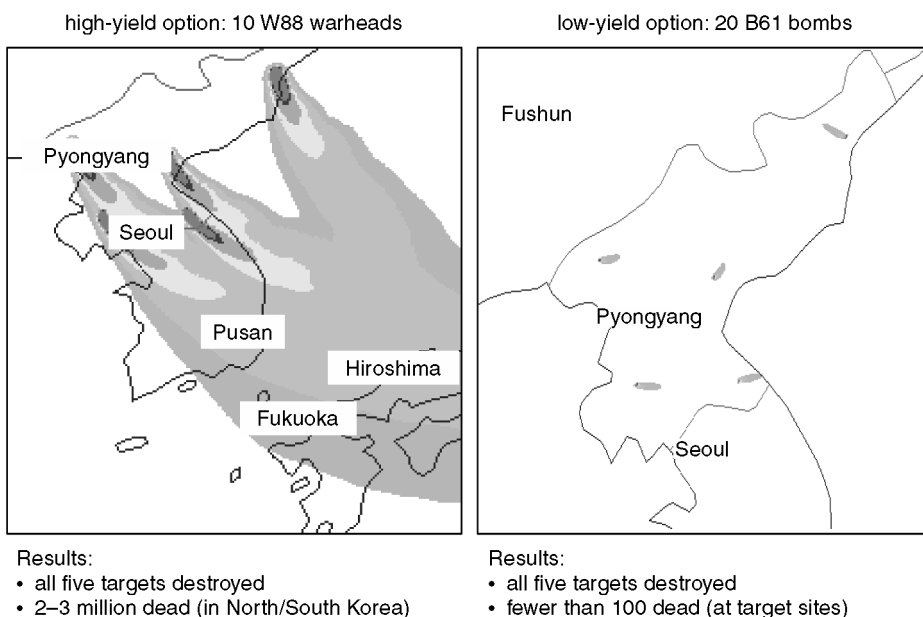 high-yield option: 10 W88 warheads
Pyongyang
Seoul
Pusan
Hiroshima
Fukuoka
Results:
• all five targets destroyed
• 2–3 million dead (in North/South Korea)
low-yield option: 20 B61 bombs
Fushun
Pyongyang
Seoul
Results:
• all five targets destroyed
• fewer than 100 dead (at target sites)